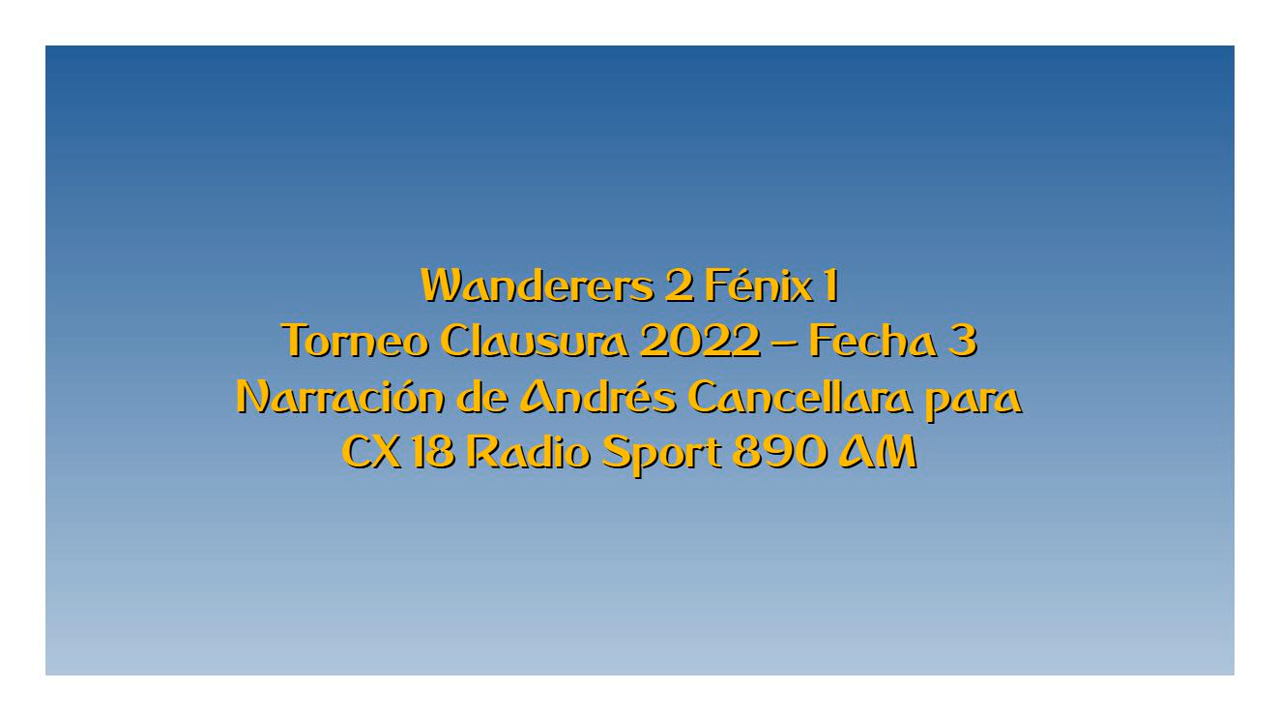 Wanderers 2 Fénix 1
Torneo Clausura 2022 – Fecha 3
Narración de Andrés Cancellara para
CX 18 Radio Sport 890 AM